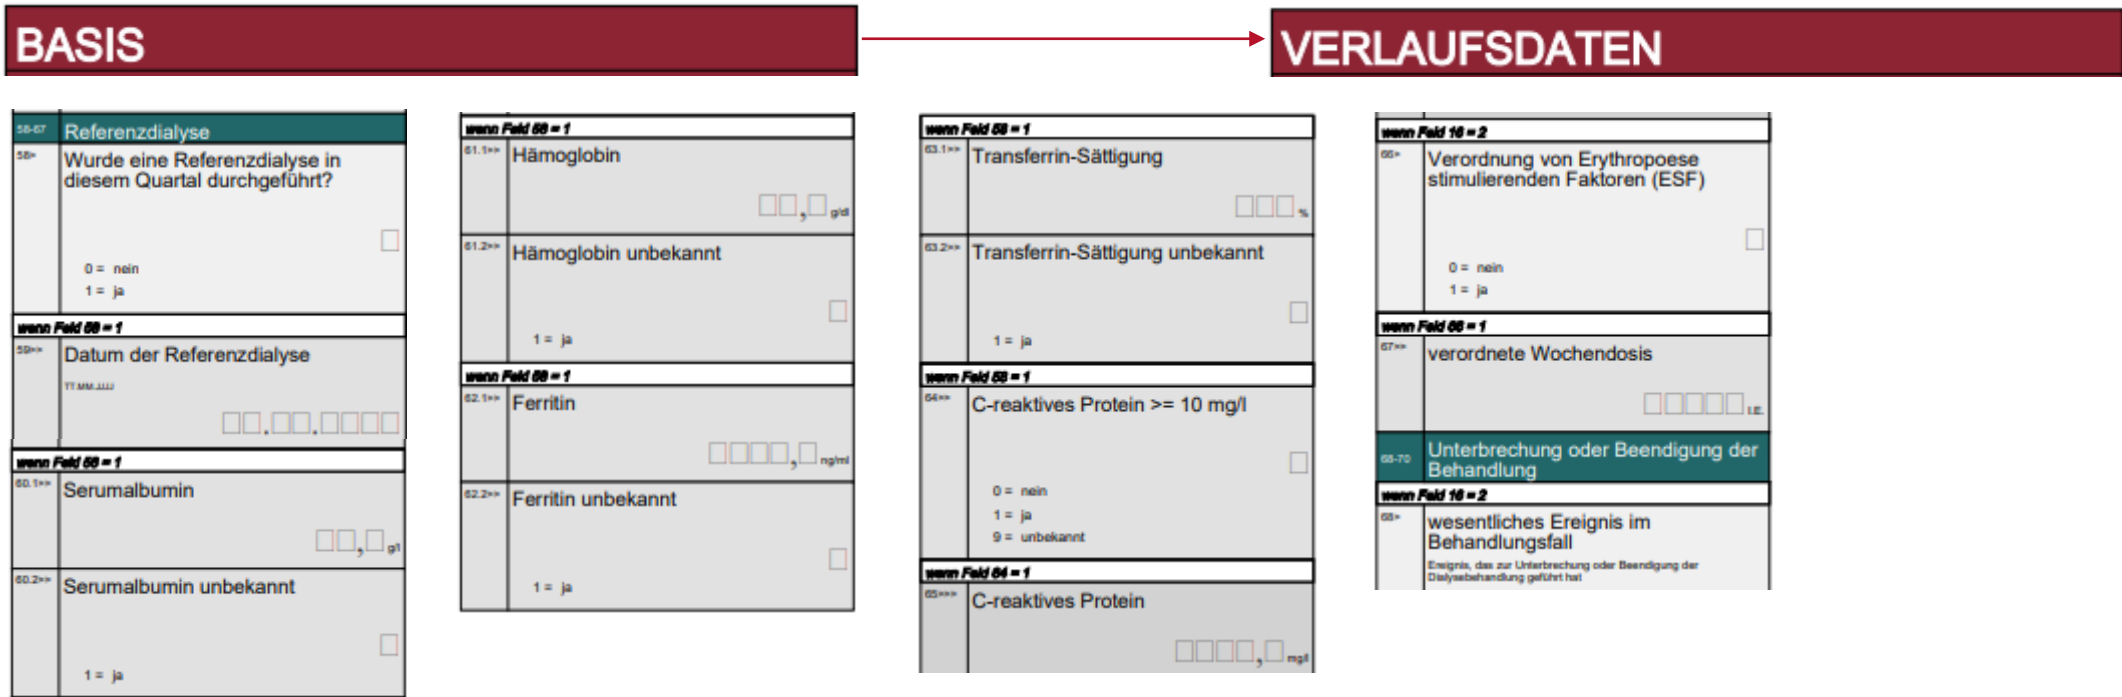 BASIS
VERLAUFSDATEN
58-67 Referenzdialyse
58> Wurde eine Referenzdialyse in
diesem Quartal durchgeführt?
0 = nein
1 = ja
wenn Feld 58 = 1
59>> Datum der Referenzdialyse
TT.MM.JJJJ
□□.□□.□□□□
wenn Feld 58 = 1
60.1>> Serumalbumin
□□,□ g/l
60.2>> Serumalbumin unbekannt
1 = ja
wenn Feld 58 = 1
61.1>> Hämoglobin
□□,□ g/dl
61.2>> Hämoglobin unbekannt
1 = ja
wenn Feld 58 = 1
62.1>> Ferritin
□□□□,□ ng/ml
62.2>> Ferritin unbekannt
1 = ja
wenn Feld 58 = 1
63.1>> Transferrin-Sättigung
□□□ %
63.2>> Transferrin-Sättigung unbekannt
1 = ja
wenn Feld 58 = 1
64>> C-reaktives Protein >= 10 mg/l
0 = nein
1 = ja
9 = unbekannt
wenn Feld 64 = 1
65>>> C-reaktives Protein
□□□□,□ mg/l
wenn Feld 16 = 2
66> Verordnung von Erythropoese
stimulierenden Faktoren (ESF)
0 = nein
1 = ja
wenn Feld 66 = 1
67>> verordnete Wochendosis
□□□□□ I.E.
68-70 Unterbrechung oder Beendigung der
Behandlung
wenn Feld 16 = 2
68> wesentliches Ereignis im
Behandlungsfall
Ereignis, das zur Unterbrechung oder Beendigung der
Dialysebehandlung geführt hat